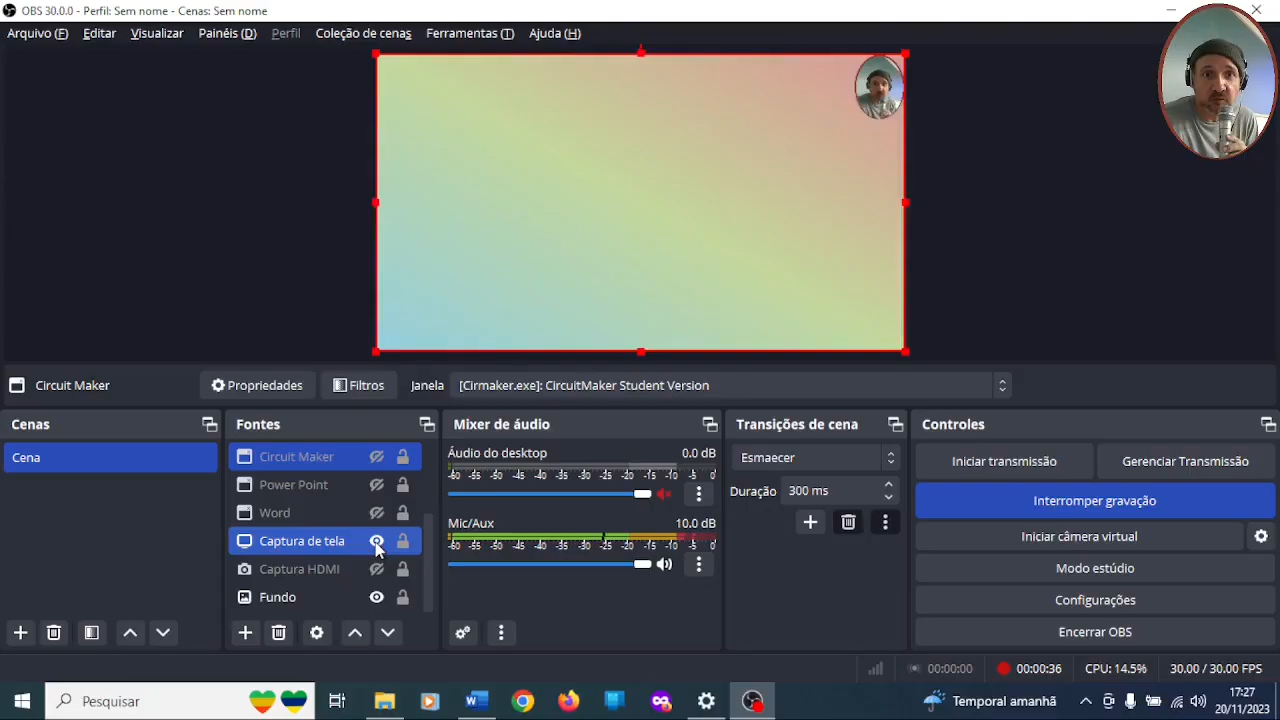 OBS 30.0.0 - Perfil: Sem nome - Cenas: Sem nome
Arquivo (F) Editar Visualizar Painéis (D) Perfil Coleção de cenas Ferramentas (T) Ajuda (H)
Circuit Maker Propriedades Filtros Janela [Cirmaker.exe]: CircuitMaker Student Version
Cenas
Cena
Fontes
Circuit Maker
Power Point
Word
Captura de tela
Captura HDMI
Fundo
Mixer de áudio
Áudio do desktop 0.0 dB
-60 -55 -50 -45 -40 -35 -30 -25 -20 -15 -10 -5 0
Mic/Aux 10.0 dB
-60 -55 -50 -45 -40 -35 -30 -25 -20 -15 -10 -5 0
Transições de cena
Esmaecer
Duração 300 ms
Controles
Iniciar transmissão Gerenciar Transmissão
Interromper gravação
Iniciar câmera virtual
Modo estúdio
Configurações
Encerrar OBS
00:00:00 00:00:36 CPU: 14.5% 30.00 / 30.00 FPS
Pesquisar
Temporal amanhã
17:27
20/11/2023